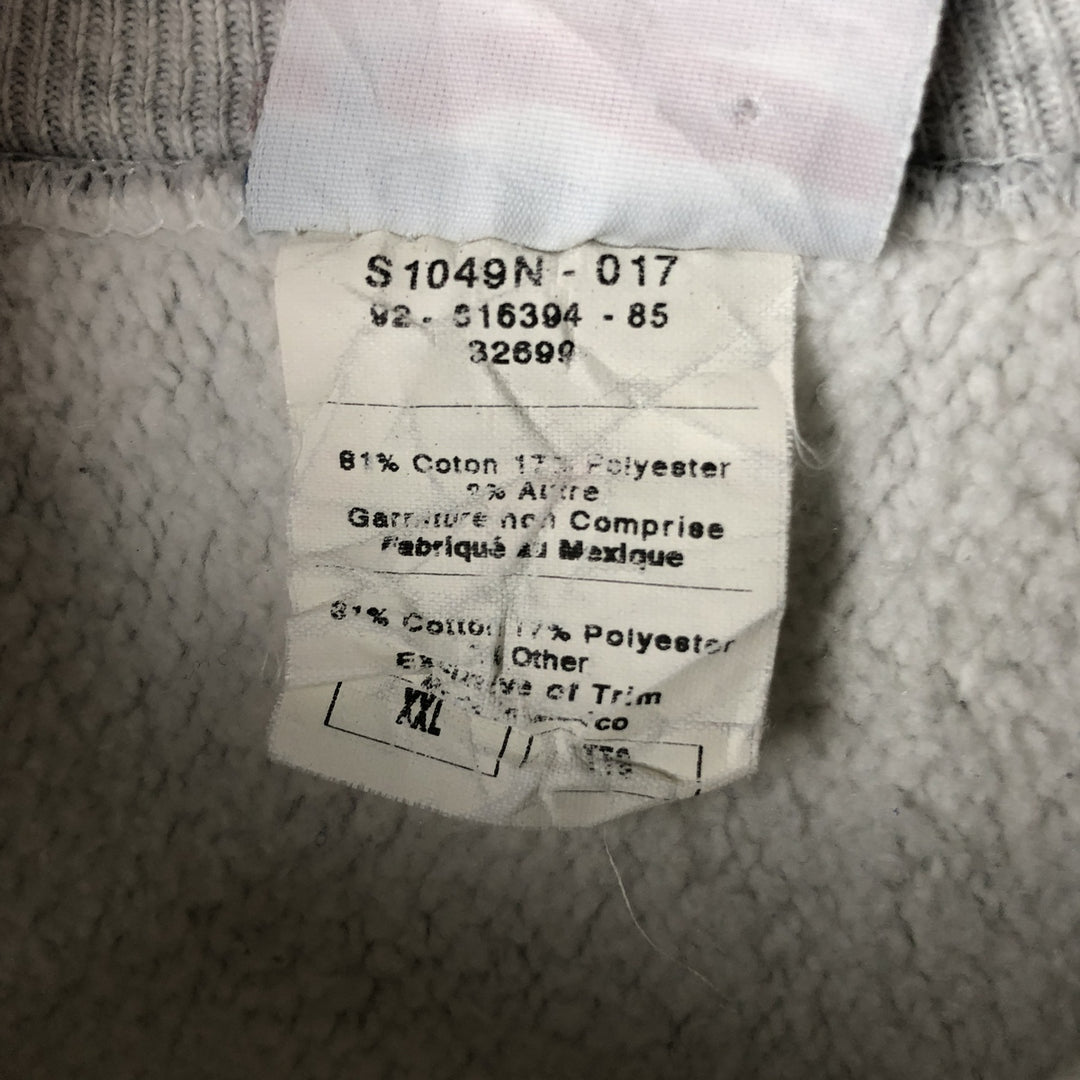 S1049N - 017
92 - 816394 - 85
32699
81% Coton 17% Polyester
2% Autre
Garniture non Comprise
Fabriqué au Mexique
81% Cotton 17% Polyester
Other
Exclusive of Trim
XXL
TTG